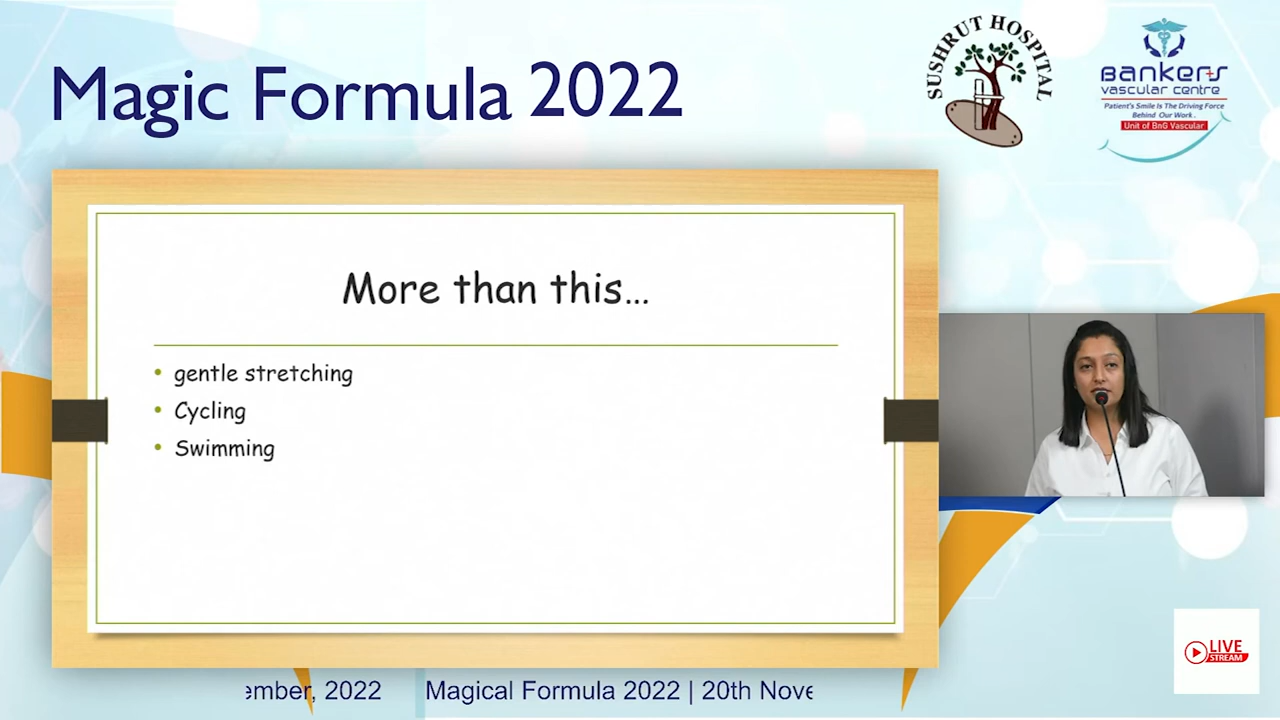 Magic Formula 2022
SUSHRUT HOSPITAL
BANKERS
vascular centre
Patient's Smile Is The Driving Force
Behind Our Work.
Unit of BnG Vascular
More than this...
• gentle stretching
• Cycling
• Swimming
LIVE
STREAM
ember, 2022 Magical Formula 2022 | 20th Nove